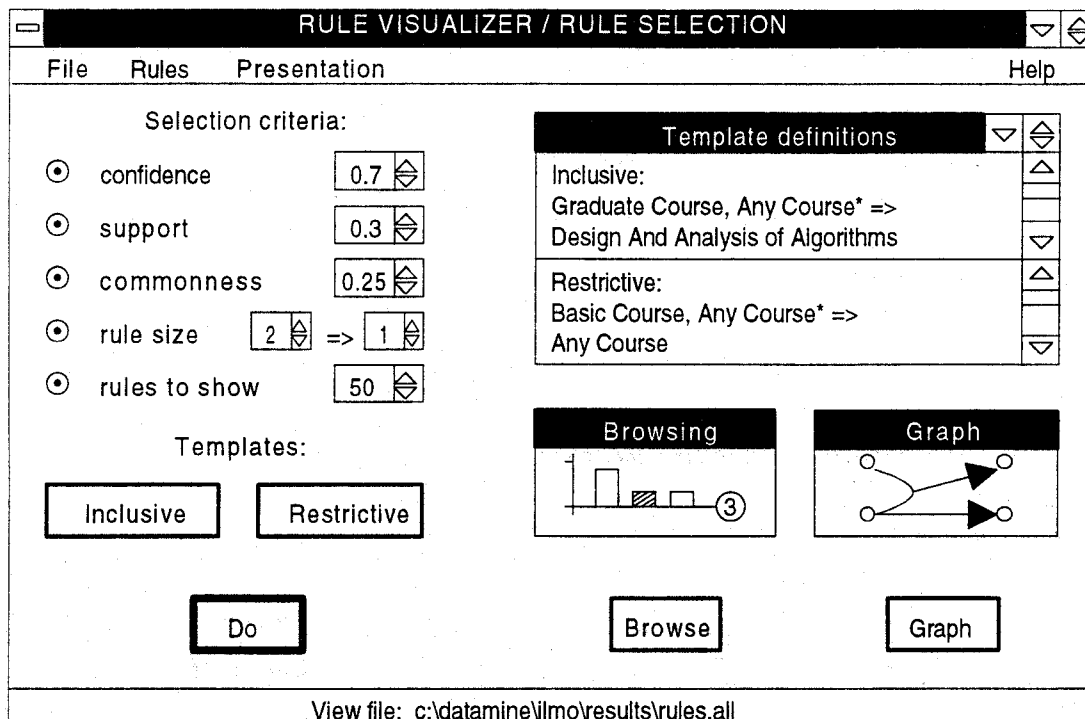 RULE VISUALIZER / RULE SELECTION
File Rules Presentation Help
Selection criteria:
confidence 0.7
support 0.3
commonness 0.25
rule size 2 => 1
rules to show 50
Templates:
Inclusive Restrictive
Do
Template definitions
Inclusive:
Graduate Course, Any Course* =>
Design And Analysis of Algorithms
Restrictive:
Basic Course, Any Course* =>
Any Course
Browsing
3
Browse
Graph
Graph
View file: c:\datamine\ilmo\results\rules.all